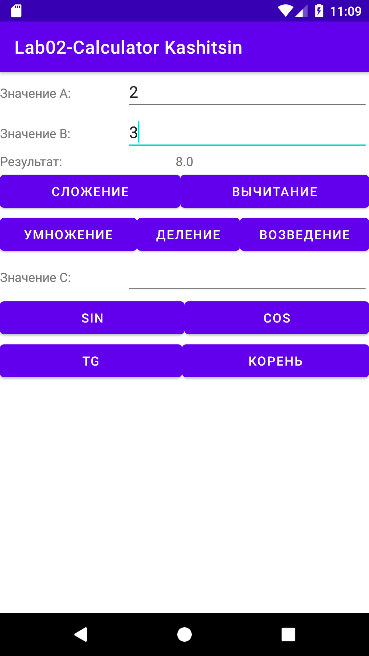 11:09
Lab02-Calculator Kashitsin
Значение A: 2
Значение B: 3
Результат: 8.0
СЛОЖЕНИЕ ВЫЧИТАНИЕ
УМНОЖЕНИЕ ДЕЛЕНИЕ ВОЗВЕДЕНИЕ
Значение C:
SIN COS
TG КОРЕНЬ